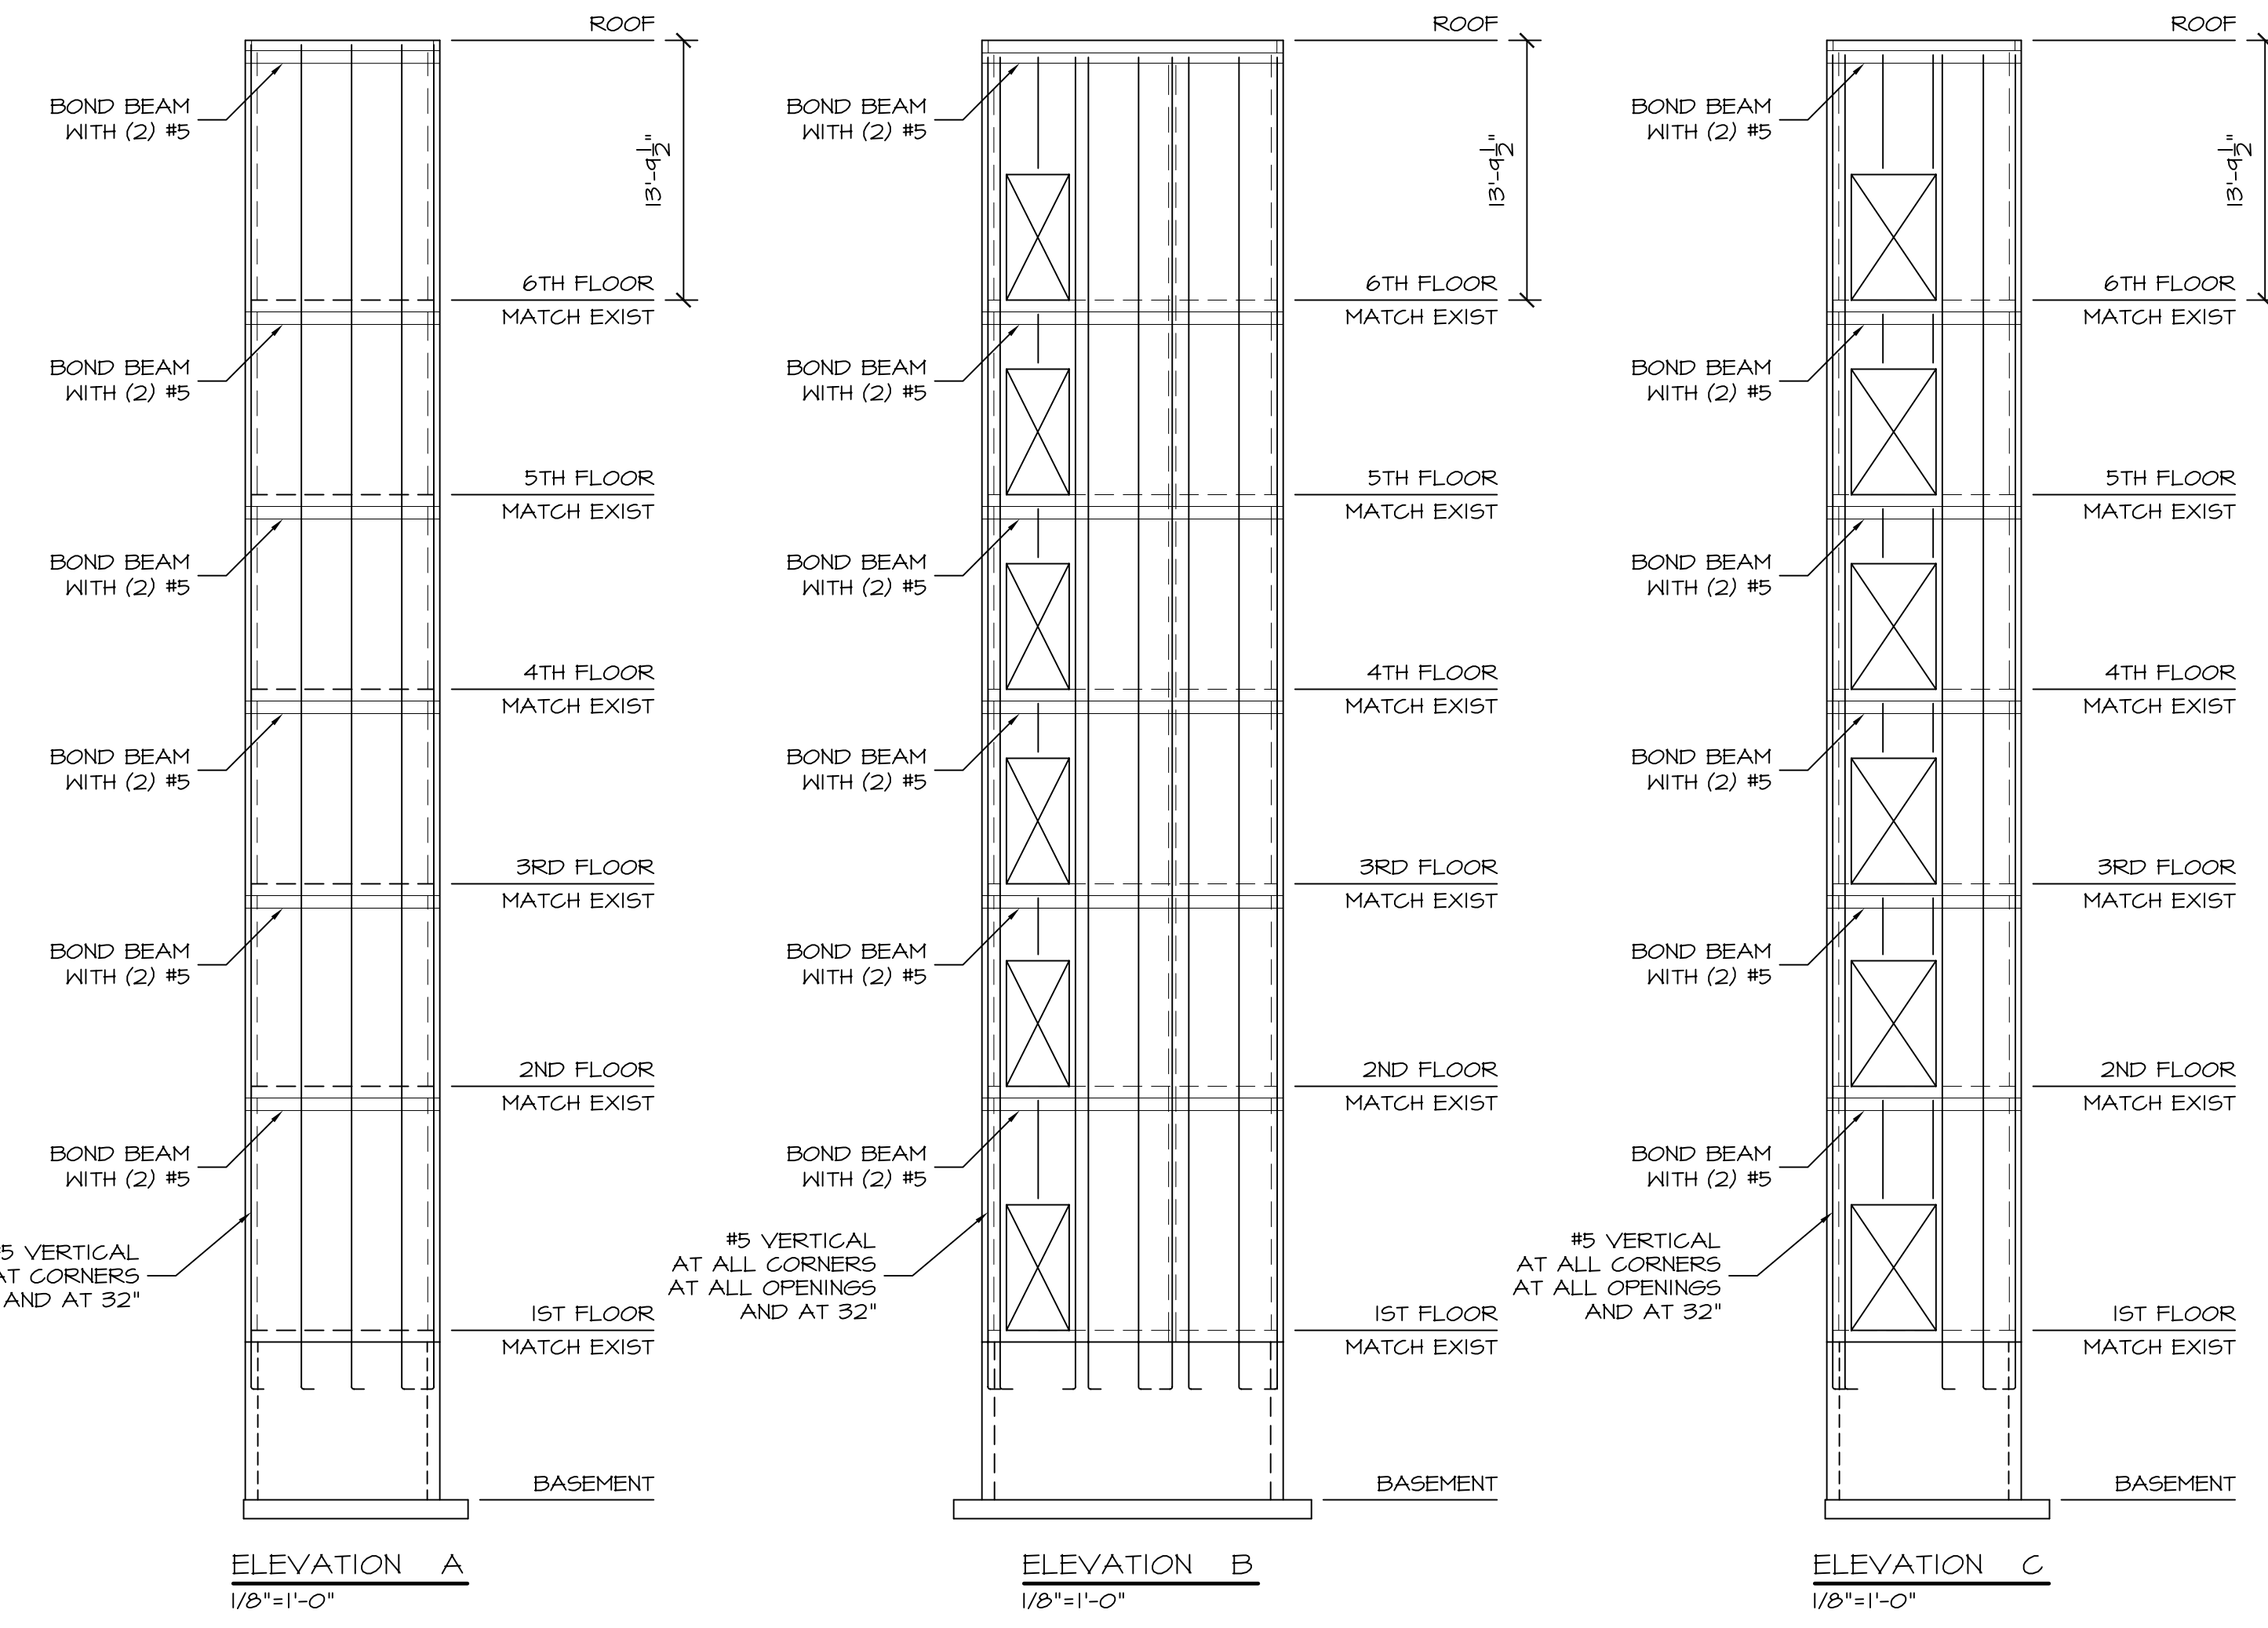 ROOF
BOND BEAM
WITH (2) #5
13'-9 1/2"
6TH FLOOR
MATCH EXIST
BOND BEAM
WITH (2) #5
5TH FLOOR
MATCH EXIST
BOND BEAM
WITH (2) #5
4TH FLOOR
MATCH EXIST
BOND BEAM
WITH (2) #5
3RD FLOOR
MATCH EXIST
BOND BEAM
WITH (2) #5
2ND FLOOR
MATCH EXIST
BOND BEAM
WITH (2) #5
5 VERTICAL
AT CORNERS
AND AT 32"
1ST FLOOR
MATCH EXIST
BASEMENT
ELEVATION A
1/8"=1'-0"
ROOF
BOND BEAM
WITH (2) #5
13'-9 1/2"
6TH FLOOR
MATCH EXIST
BOND BEAM
WITH (2) #5
5TH FLOOR
MATCH EXIST
BOND BEAM
WITH (2) #5
4TH FLOOR
MATCH EXIST
BOND BEAM
WITH (2) #5
3RD FLOOR
MATCH EXIST
BOND BEAM
WITH (2) #5
2ND FLOOR
MATCH EXIST
BOND BEAM
WITH (2) #5
#5 VERTICAL
AT ALL CORNERS
AT ALL OPENINGS
AND AT 32"
1ST FLOOR
MATCH EXIST
BASEMENT
ELEVATION B
1/8"=1'-0"
ROOF
BOND BEAM
WITH (2) #5
13'-9 1/2"
6TH FLOOR
MATCH EXIST
BOND BEAM
WITH (2) #5
5TH FLOOR
MATCH EXIST
BOND BEAM
WITH (2) #5
4TH FLOOR
MATCH EXIST
BOND BEAM
WITH (2) #5
3RD FLOOR
MATCH EXIST
BOND BEAM
WITH (2) #5
2ND FLOOR
MATCH EXIST
BOND BEAM
WITH (2) #5
#5 VERTICAL
AT ALL CORNERS
AT ALL OPENINGS
AND AT 32"
1ST FLOOR
MATCH EXIST
BASEMENT
ELEVATION C
1/8"=1'-0"